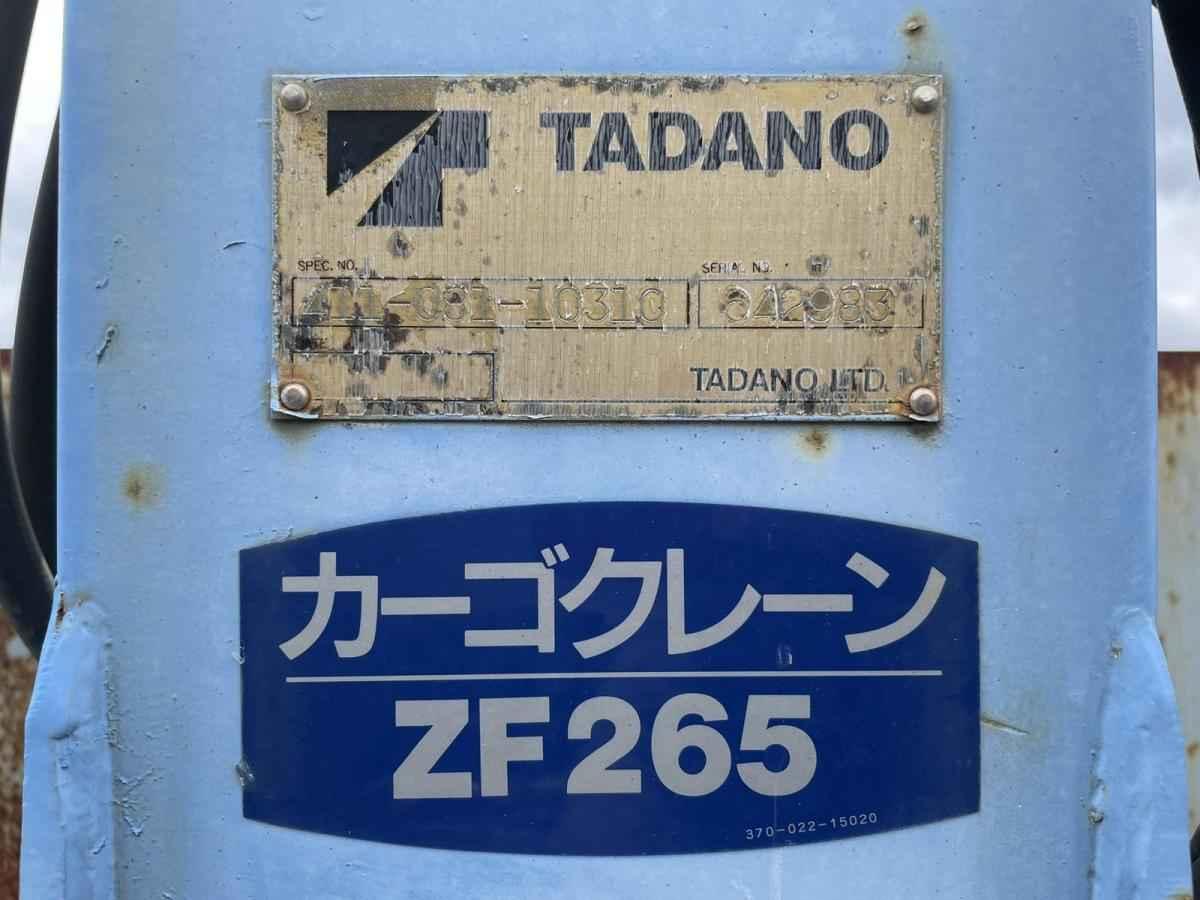 TADANO
SPEC. NO.
SERIAL NO.
TADANO LTD.
カーゴクレーン
ZF265
370-022-15020